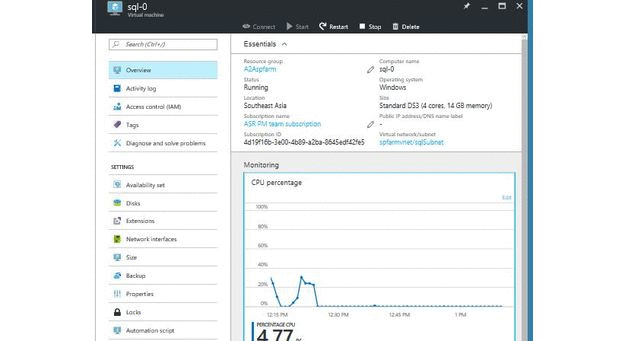 sql-0
Virtual machine
Connect Start Restart Stop Delete
Search (Ctrl+/)
Overview
Activity log
Access control (IAM)
Tags
Diagnose and solve problems
SETTINGS
Availability set
Disks
Extensions
Network interfaces
Size
Backup
Properties
Locks
Automation script
Essentials
Resource group
A2Aspfarm
Status
Running
Location
Southeast Asia
Subscription name
ASR PM team subscription
Subscription ID
4d19f16b-3e00-4b89-a2ba-8645edf42fe5
Computer name
sql-0
Operating system
Windows
Size
Standard DS3 (4 cores, 14 GB memory)
Public IP address/DNS name label
-
Virtual network/subnet
spfarmvnet/sqlSubnet
Monitoring
CPU percentage
Edit
100%
80%
60%
40%
20%
0%
12:15 PM 12:30 PM 12:45 PM 1 PM
PERCENTAGE CPU
4.77 %